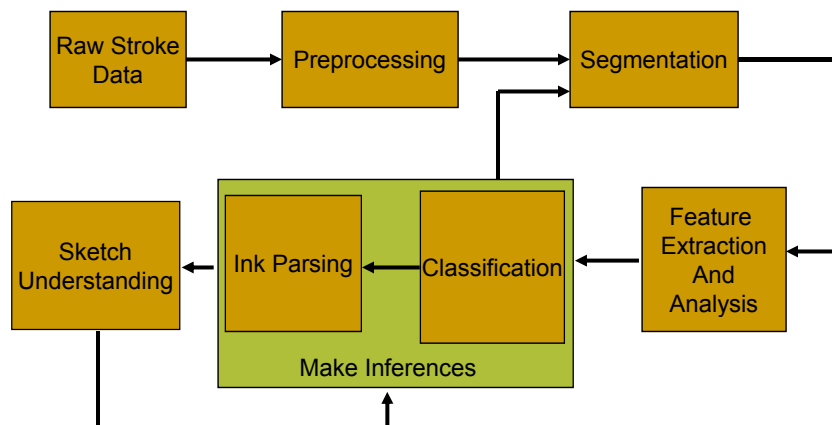 Raw Stroke
Data
Preprocessing
Segmentation
Sketch
Understanding
Ink Parsing
Classification
Feature
Extraction
And
Analysis
Make Inferences